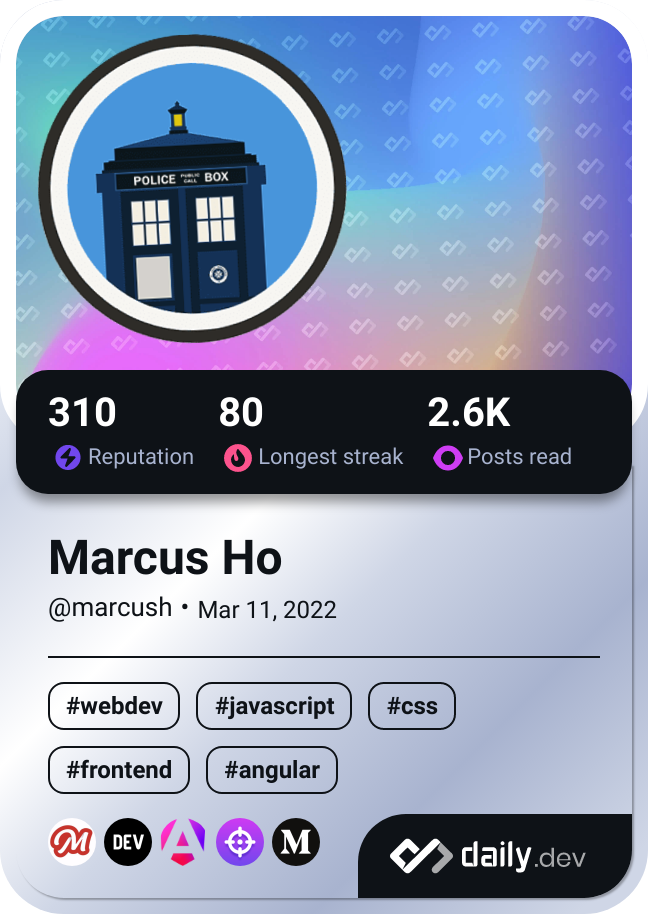 POLICE PUBLIC CALL BOX
310 80 2.6K
Reputation Longest streak Posts read
Marcus Ho
@marcush • Mar 11, 2022
#webdev #javascript #css
#frontend #angular
M DEV A M
daily.dev